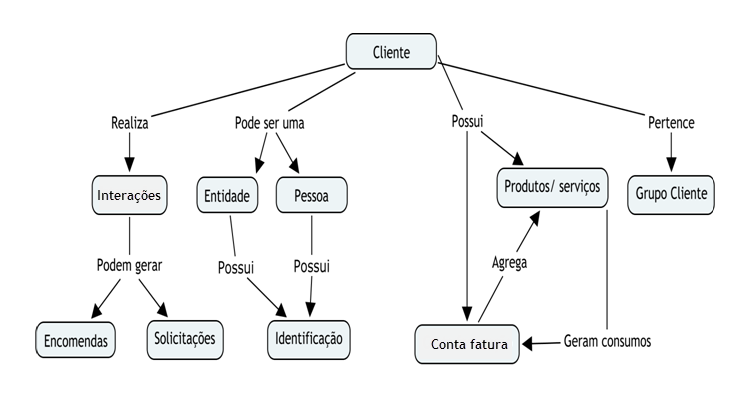 Cliente
Realiza
Pode ser uma
Possui
Pertence
Interações
Entidade
Pessoa
Produtos/ serviços
Grupo Cliente
Podem gerar
Possui
Possui
Agrega
Encomendas
Solicitações
Identificação
Conta fatura
Geram consumos